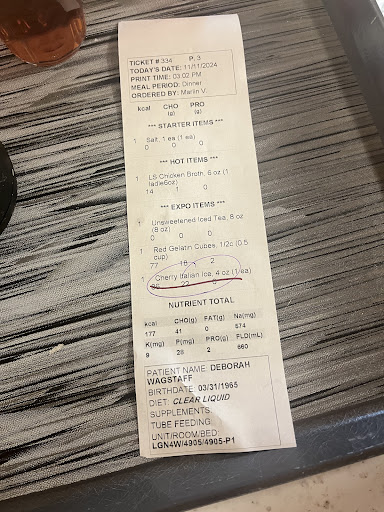 TICKET # 334 P. 3
TODAY'S DATE: 11/11/2024
PRINT TIME: 03:02 PM
MEAL PERIOD: Dinner
ORDERED BY: Marlin V.
kcal CHO PRO
(g) (g)
*** STARTER ITEMS ***
1 Salt, 1 ea (1 ea)
0 0 0
*** HOT ITEMS ***
1 LS Chicken Broth, 6 oz (1
ladle6oz)
14 1 0
*** EXPO ITEMS ***
1 Unsweetened Iced Tea, 8 oz
(8 oz)
0 0 0
1 Red Gelatin Cubes, 1/2c (0.5
cup)
77 18 2
1 Cherry Italian Ice, 4 oz (1/ea)
22
NUTRIENT TOTAL
kcal CHO(g) FAT(g) Na(mg)
177 41 0 674
K(mg) P(mg) PRO(g) FLD(mL)
9 28 2 660
PATIENT NAME: DEBORAH
WAGSTAFF
BIRTHDATE: 03/31/1965
DIET: CLEAR LIQUID
SUPPLEMENTS:
TUBE FEEDING:
UNIT/ROOM/BED:
LGN4W/4905/4905-P1